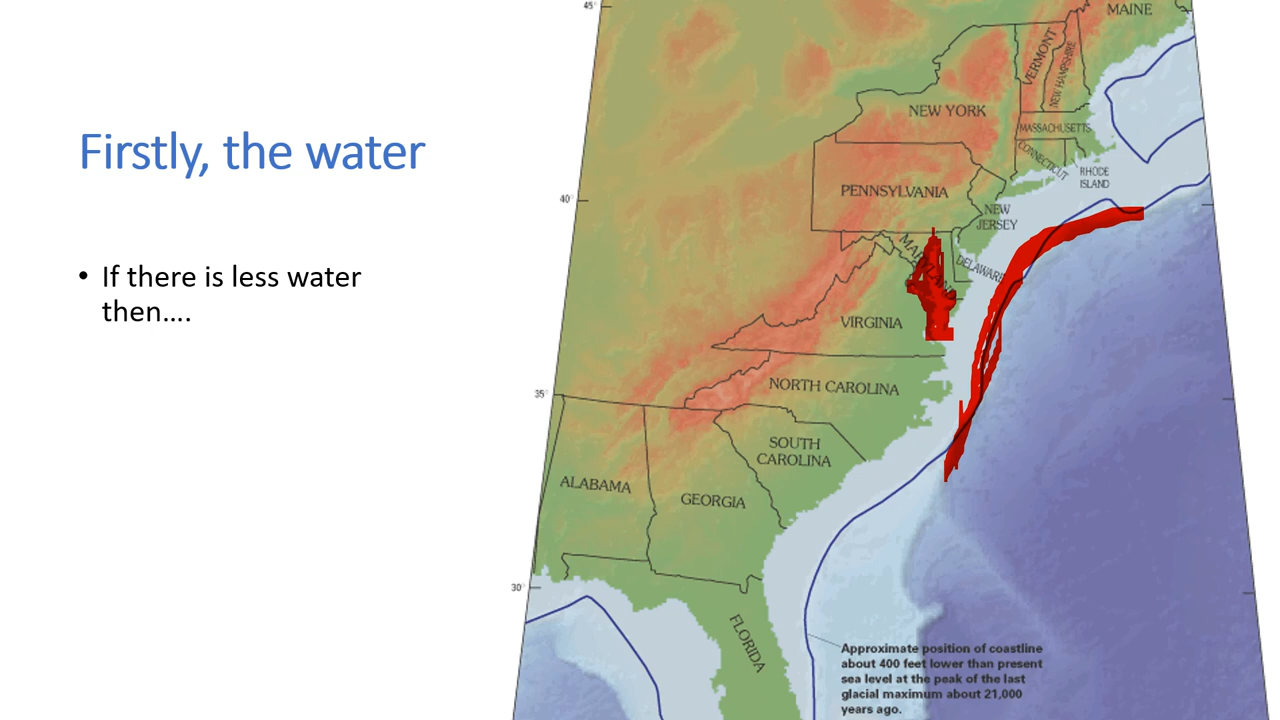 45°
MAINE
VERMONT
NEW HAMPSHIRE
NEW YORK
MASSACHUSETTS
Firstly, the water
CONNECTICUT
RHODE
ISLAND
PENNSYLVANIA
40°
NEW
JERSEY
MARYLAND
DELAWARE
• If there is less water
then....
VIRGINIA
NORTH CAROLINA
35°
SOUTH
CAROLINA
ALABAMA
GEORGIA
30°
FLORIDA
Approximate position of coastline
about 400 feet lower than present
sea level at the peak of the last
glacial maximum about 21,000
years ago.